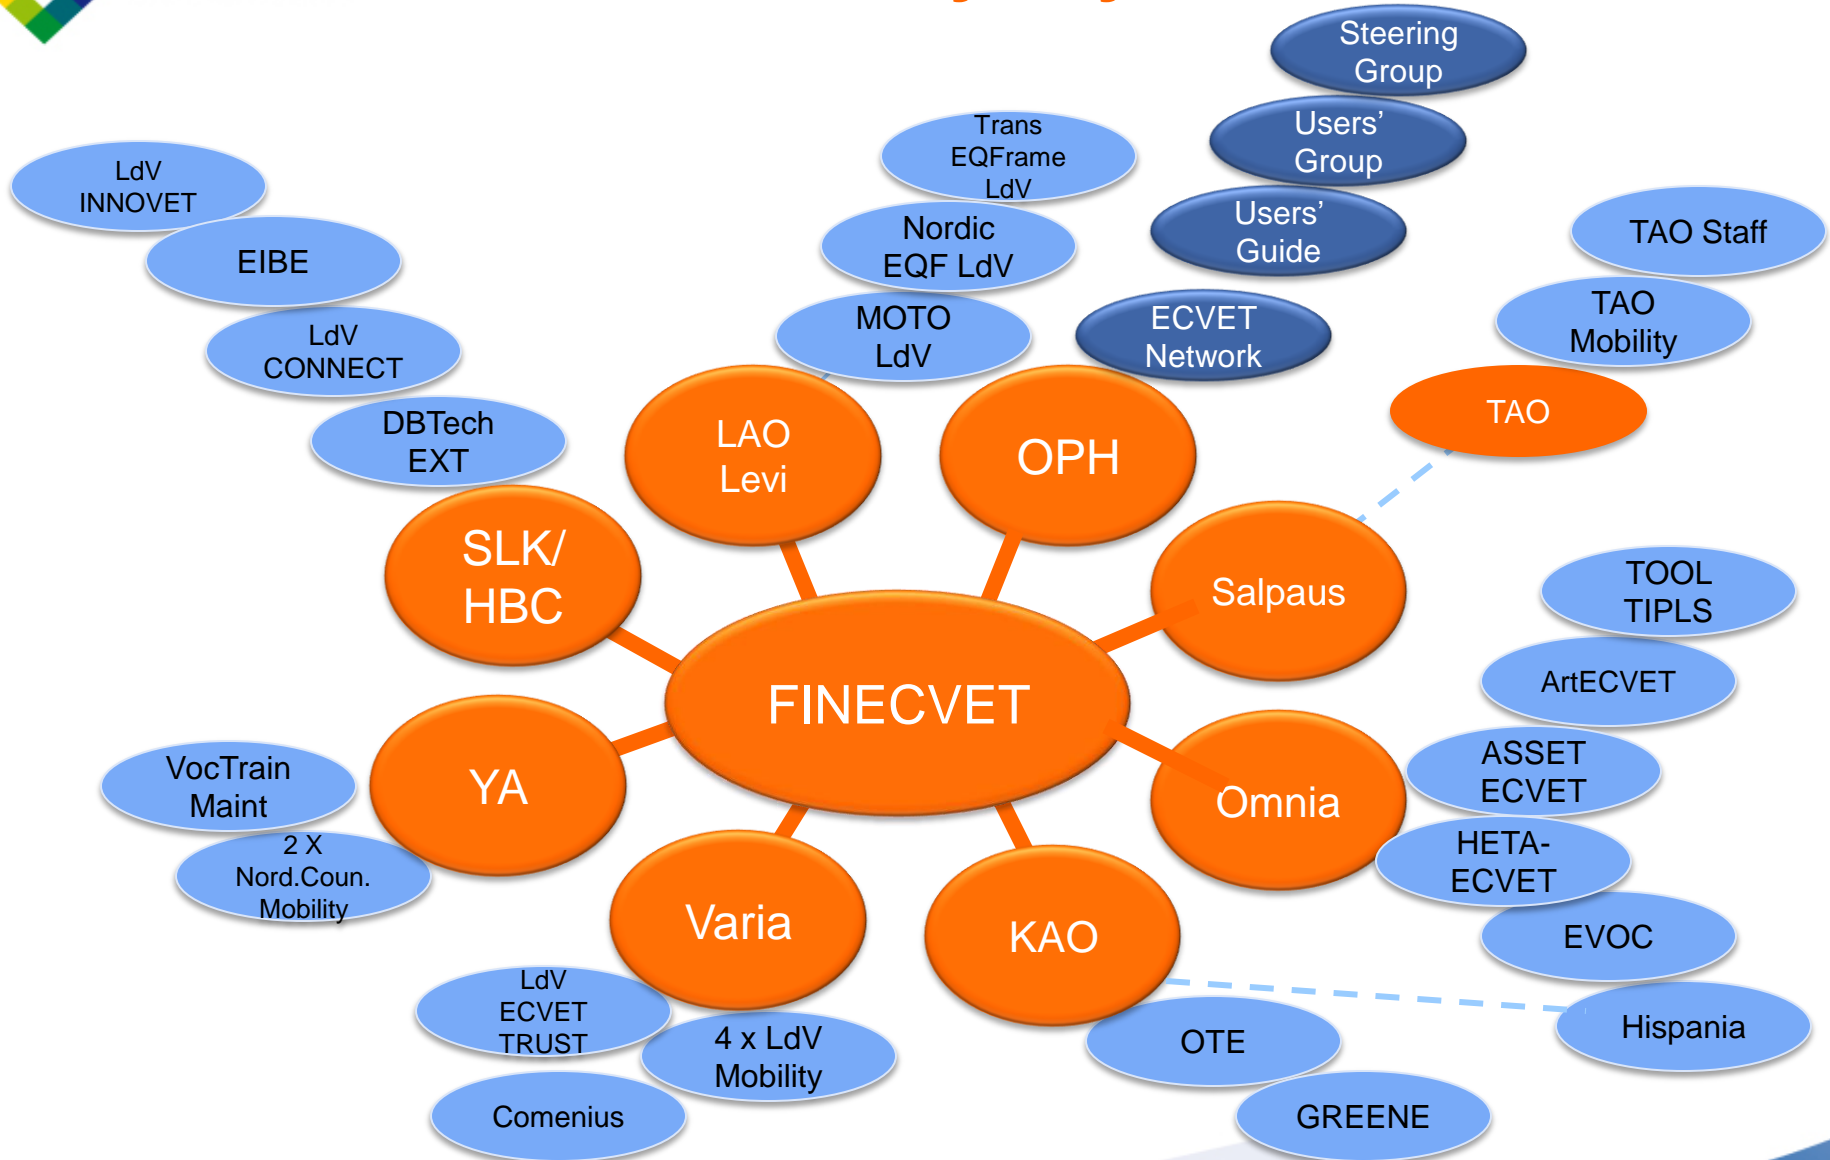 Steering
Group
Users'
Group
Users'
Guide
ECVET
Network
Trans
EQFrame
LdV
Nordic
EQF LdV
MOTO
LdV
LdV
INNOVET
EIBE
LdV
CONNECT
DBTech
EXT
TAO Staff
TAO
Mobility
TAO
LAO
Levi
OPH
SLK/
HBC
Salpaus
FINECVET
YA
Omnia
Varia
KAO
TOOL
TIPLS
ArtECVET
ASSET
ECVET
HETA-
ECVET
EVOC
Hispania
VocTrain
Maint
2 X
Nord.Coun.
Mobility
LdV
ECVET
TRUST
4 x LdV
Mobility
Comenius
OTE
GREENE